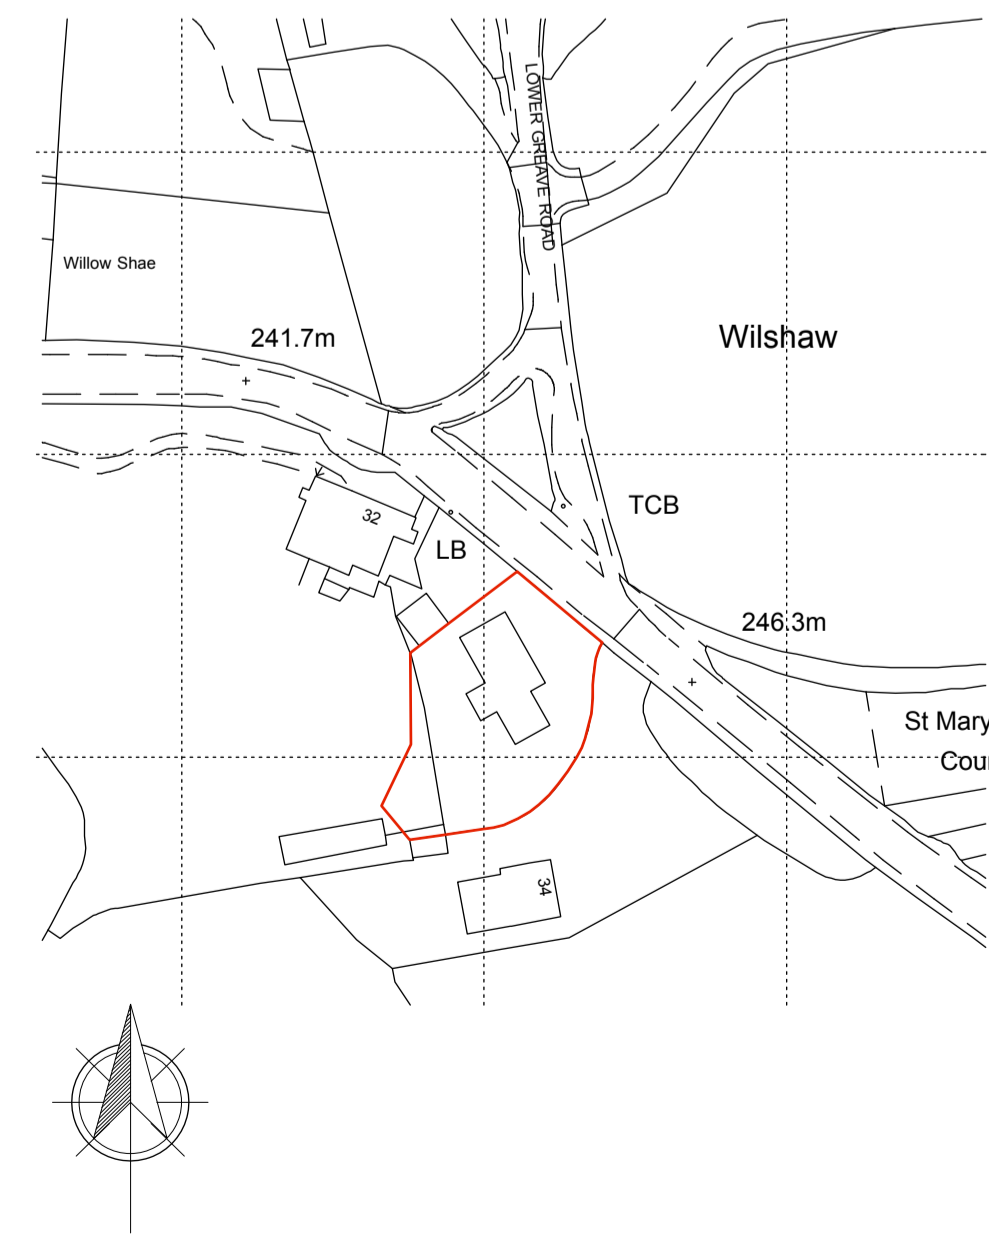 LOWER GREAVE ROAD
Willow Shae
241.7m
Wilshaw
32
TCB
LB
246.3m
St Mary
Cou
34